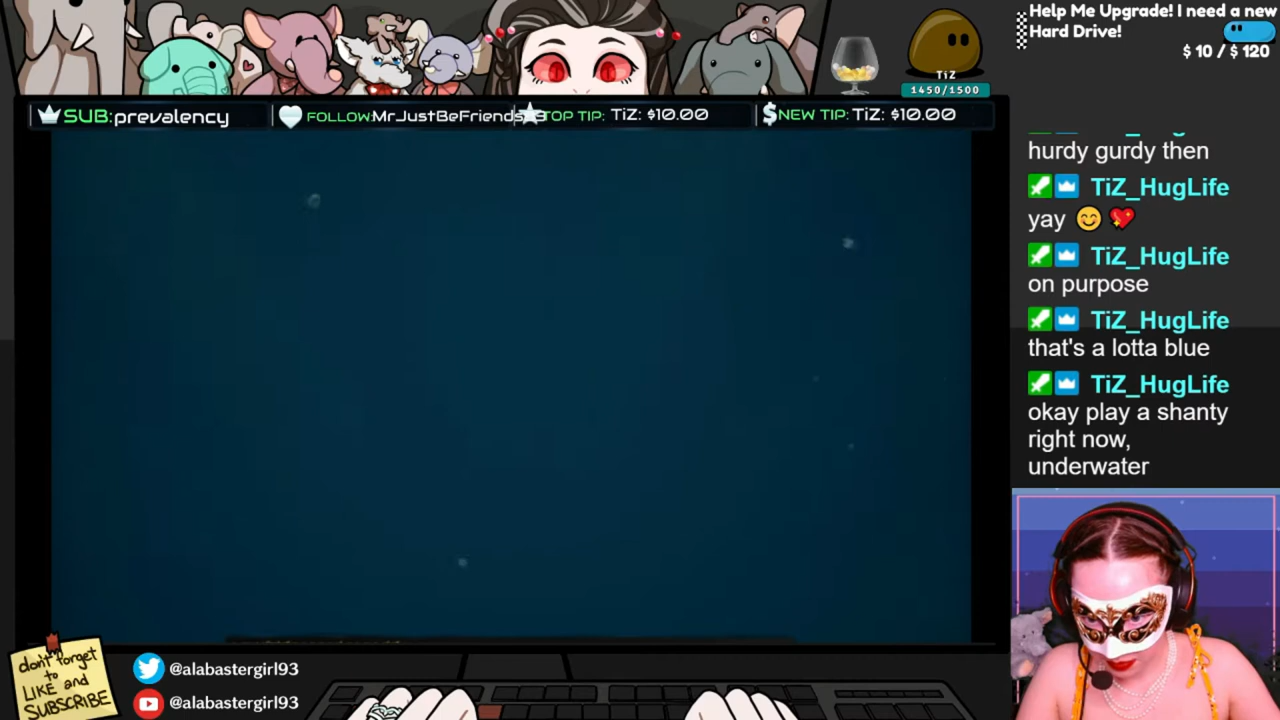 Help Me Upgrade! I need a new
Hard Drive!
$ 10 / $ 120
TiZ
1450/1500
SUB:prevalency
FOLLOW:MrJustBeFriends
TOP TIP: TiZ: $10.00
NEW TIP: TiZ: $10.00
hurdy gurdy then
TiZ_HugLife
yay 😊 💖
TiZ_HugLife
on purpose
TiZ_HugLife
that's a lotta blue
TiZ_HugLife
okay play a shanty
right now,
underwater
don't forget
to
LIKE and
SUBSCRIBE
@alabastergirl93
@alabastergirl93